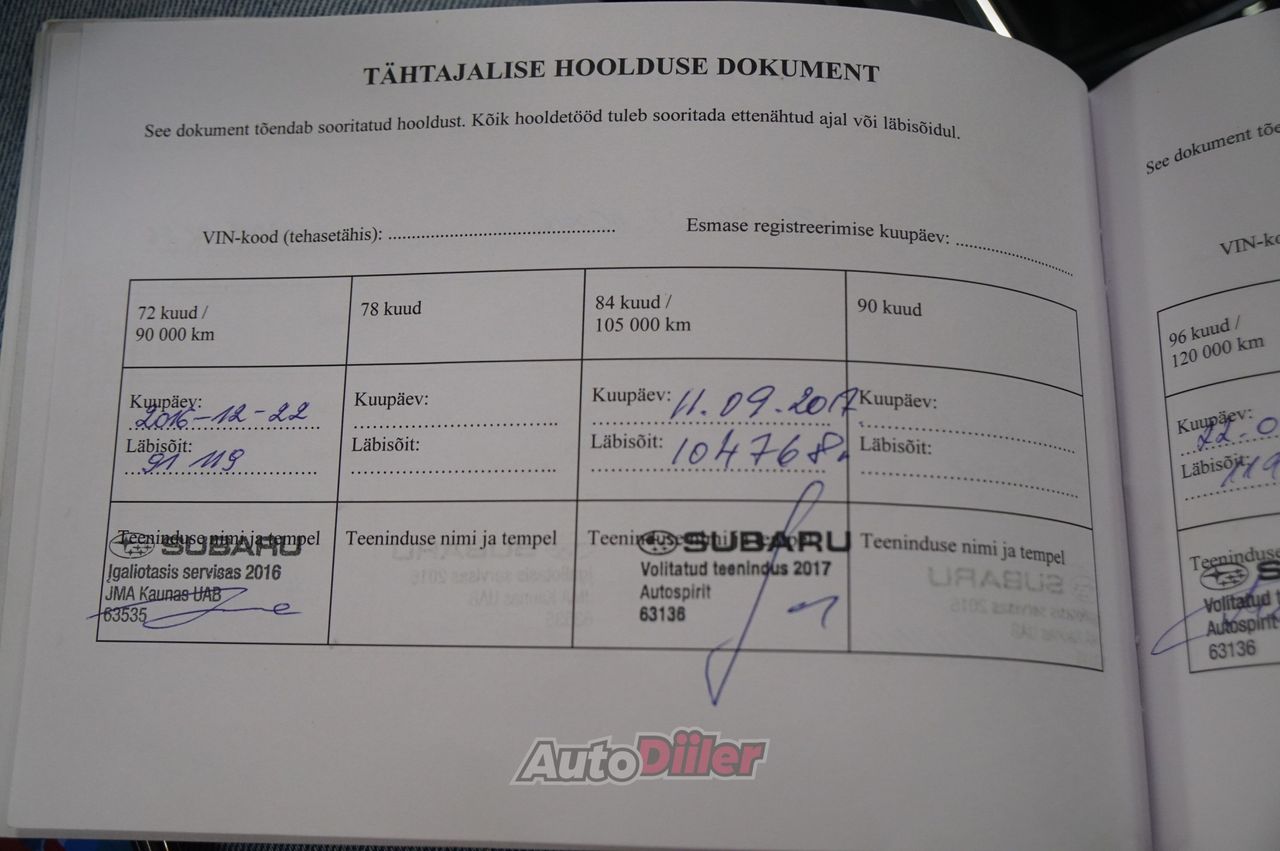 TÄHTAJALISE HOOLDUSE DOKUMENT
See dokument tõendab sooritatud hooldust. Kõik hooldetööd tuleb sooritada ettenähtud ajal või läbisõidul.
VIN-kood (tehasetähis):
Esmase registreerimise kuupäev:
72 kuud /
90 000 km
Kuupäev:
2016-12-22
Läbisõit:
91 119
Teeninduse nimi ja tempel
SUBARU
Įgaliotasis servisas 2016
JMA Kaunas UAB
63535
78 kuud
Kuupäev:
Läbisõit:
Teeninduse nimi ja tempel
84 kuud /
105 000 km
Kuupäev: 11.09.2017
Läbisõit: 104768
Teeninduse nimi ja tempel
SUBARU
Volitatud teenindus 2017
Autospirit
63136
90 kuud
Kuupäev:
Läbisõit:
Teeninduse nimi ja tempel
See dokument
96 kuud /
120 000 km
Kuupäev:
Läbisõit:
Teeninduse
Volitatud
Autospirit
63136
AutoDiiler